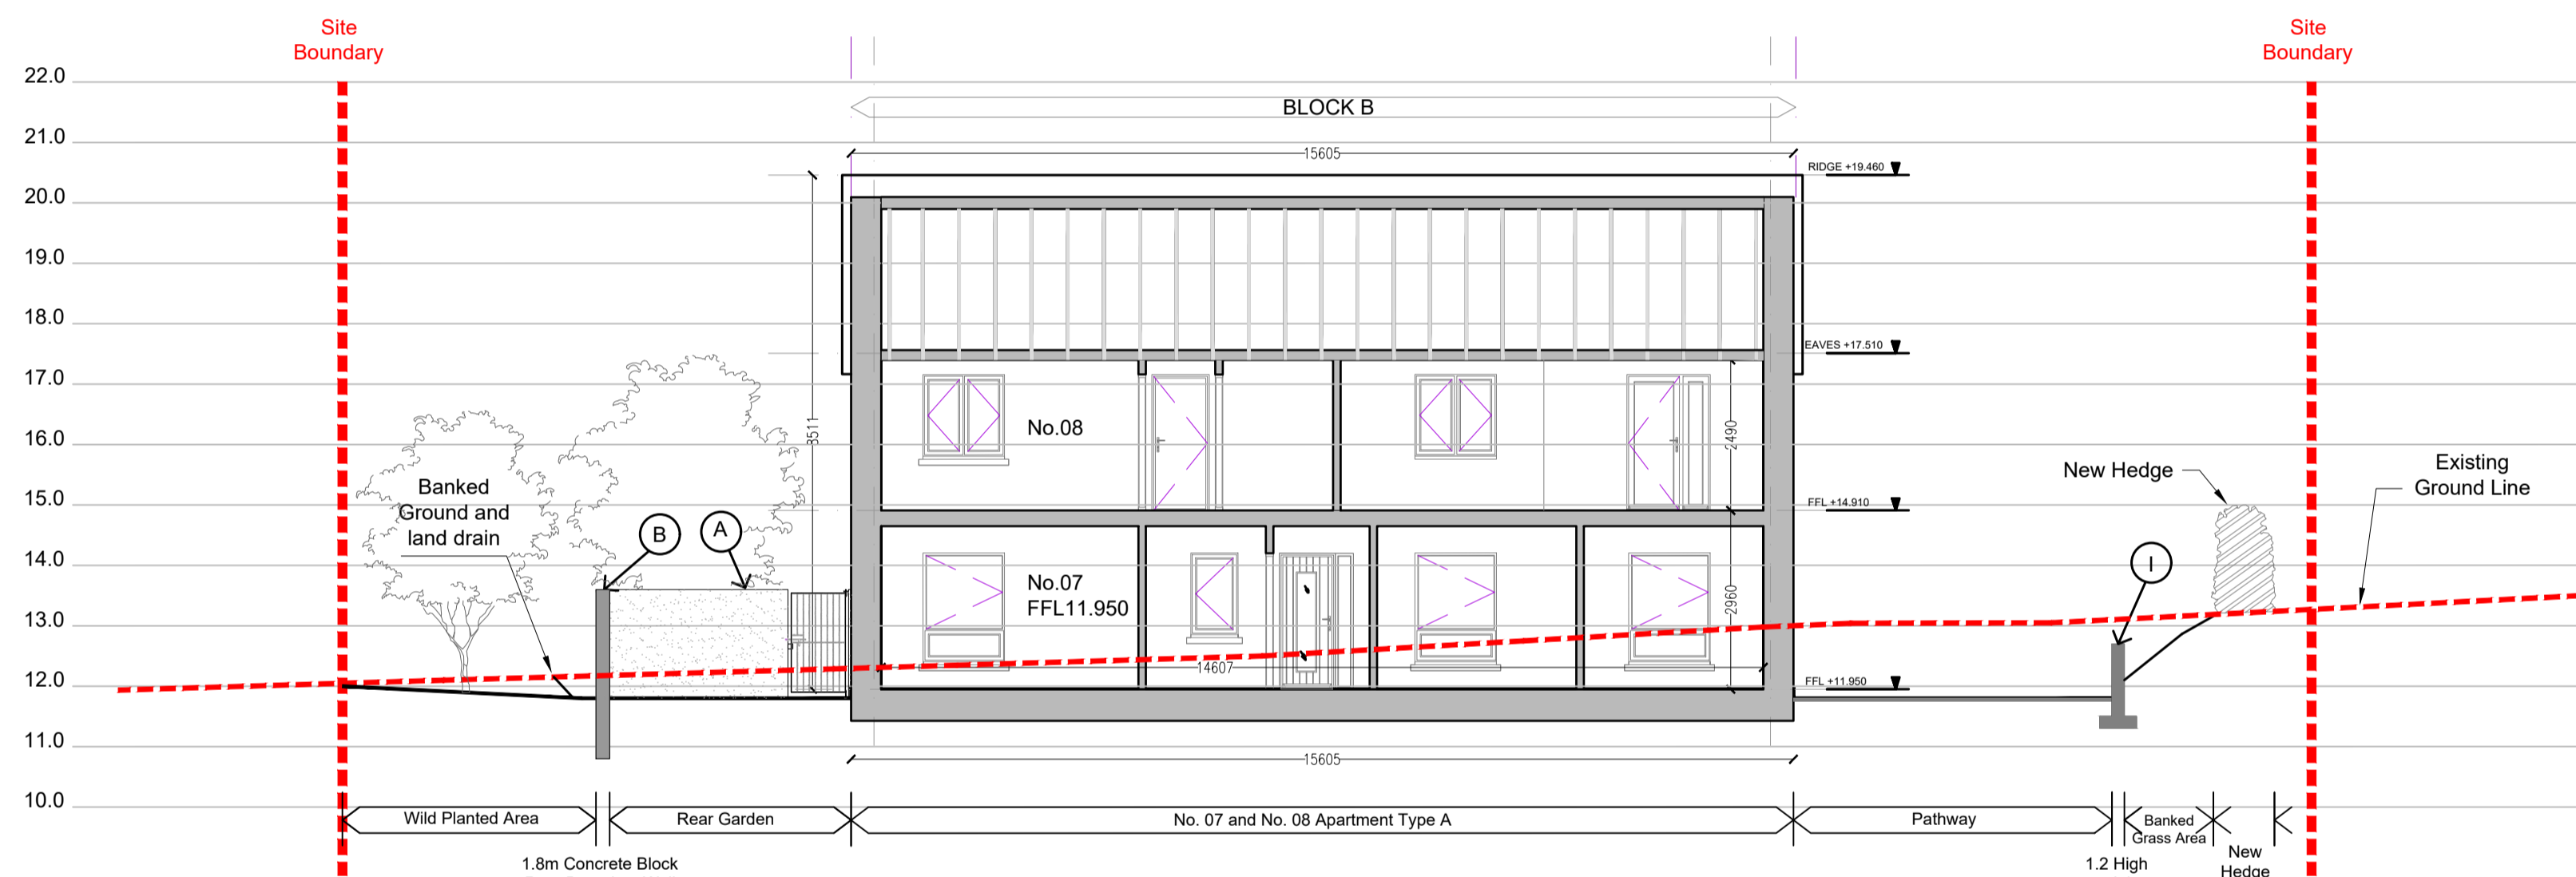 Site
Boundary
Site
Boundary
22.0
BLOCK B
21.0
15605
RIDGE +19.460
20.0
19.0
18.0
EAVES +17.510
17.0
No.08
8511
2490
16.0
New Hedge
Existing
Ground Line
Banked
Ground and
land drain
15.0
FFL +14.910
B
A
14.0
I
No.07
FFL11.950
2960
13.0
14607
12.0
FFL +11.950
11.0
15605
10.0
Wild Planted Area
Rear Garden
No. 07 and No. 08 Apartment Type A
Pathway
Banked
Grass Area
New
Hedge
1.8m Concrete Block
1.2 High